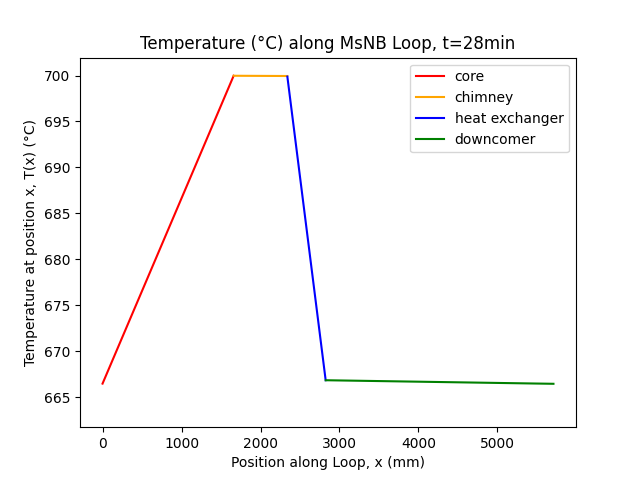 Temperature (°C) along MsNB Loop, t=28min
core
chimney
heat exchanger
downcomer
Temperature at position x, T(x) (°C)
700
695
690
685
680
675
670
665
0
1000
2000
3000
4000
5000
Position along Loop, x (mm)